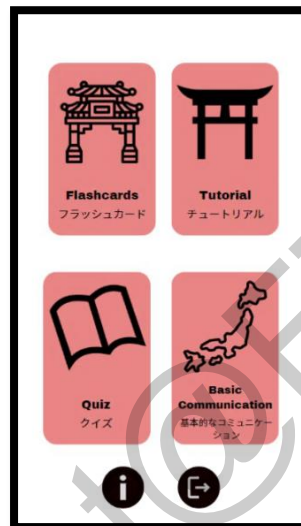 Flashcards
フラッシュカード
Tutorial
チュートリアル
Quiz
クイズ
Basic
Communication
基本的なコミュニケー
ション